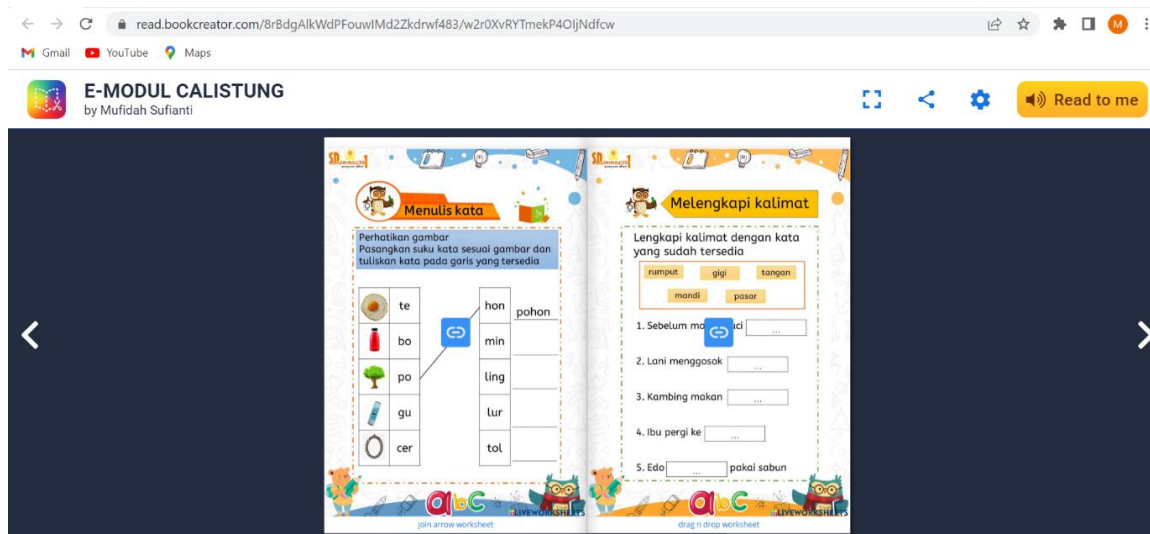 read.bookcreator.com/8rBdgAlkWdPFouwIMd2Zkdrwf483/w2r0XvRYTmekP4OIjNdfcw
M
Gmail
YouTube
Maps
E-MODUL CALISTUNG
by Mufidah Sufianti
Read to me
Menulis kata
Perhatikan gambar
Pasangkan suku kata sesuai gambar dan
tuliskan kata pada garis yang tersedia
te hon pohon
bo min
po ling
gu lur
cer tol
abc
LIVEWORKSHEETS
join arrow worksheet
Melengkapi kalimat
Lengkapi kalimat dengan kata
yang sudah tersedia
rumput gigi tangan
mandi pasar
1. Sebelum ...
2. Lani menggosok ...
3. Kambing makan ...
4. Ibu pergi ke ...
5. Edo ... pakai sabun
abc
LIVEWORKSHEETS
drag n drop worksheet